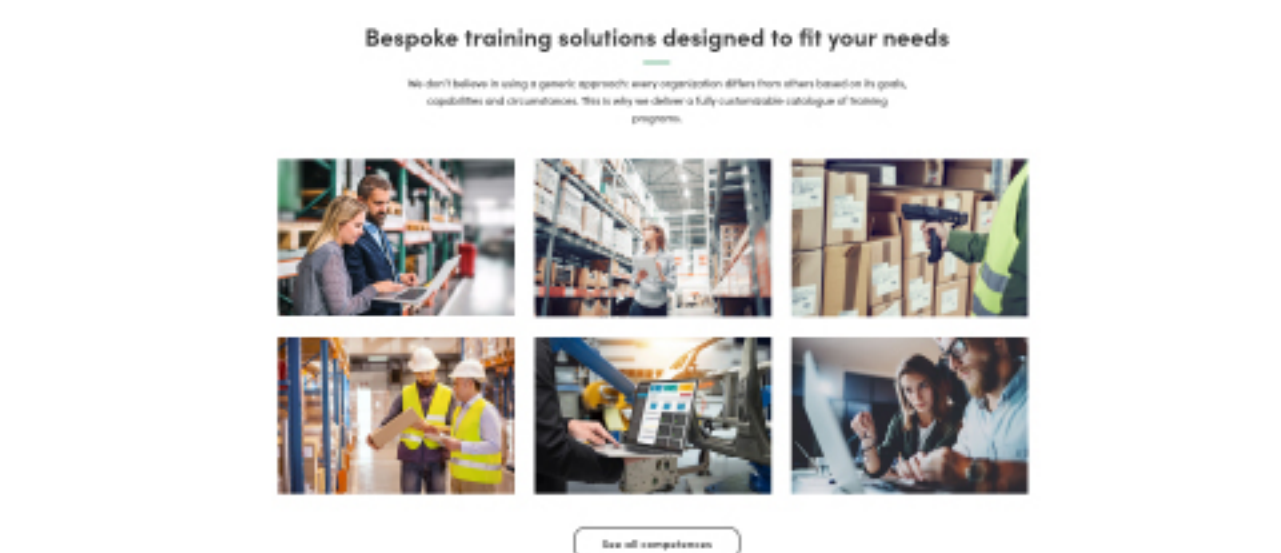 Bespoke training solutions designed to fit your needs
We don't believe in using a generic approach: every organization differs from others based on its goals,
capabilities and circumstances. This is why we deliver a fully customizable catalogue of training
programs.
See all competences